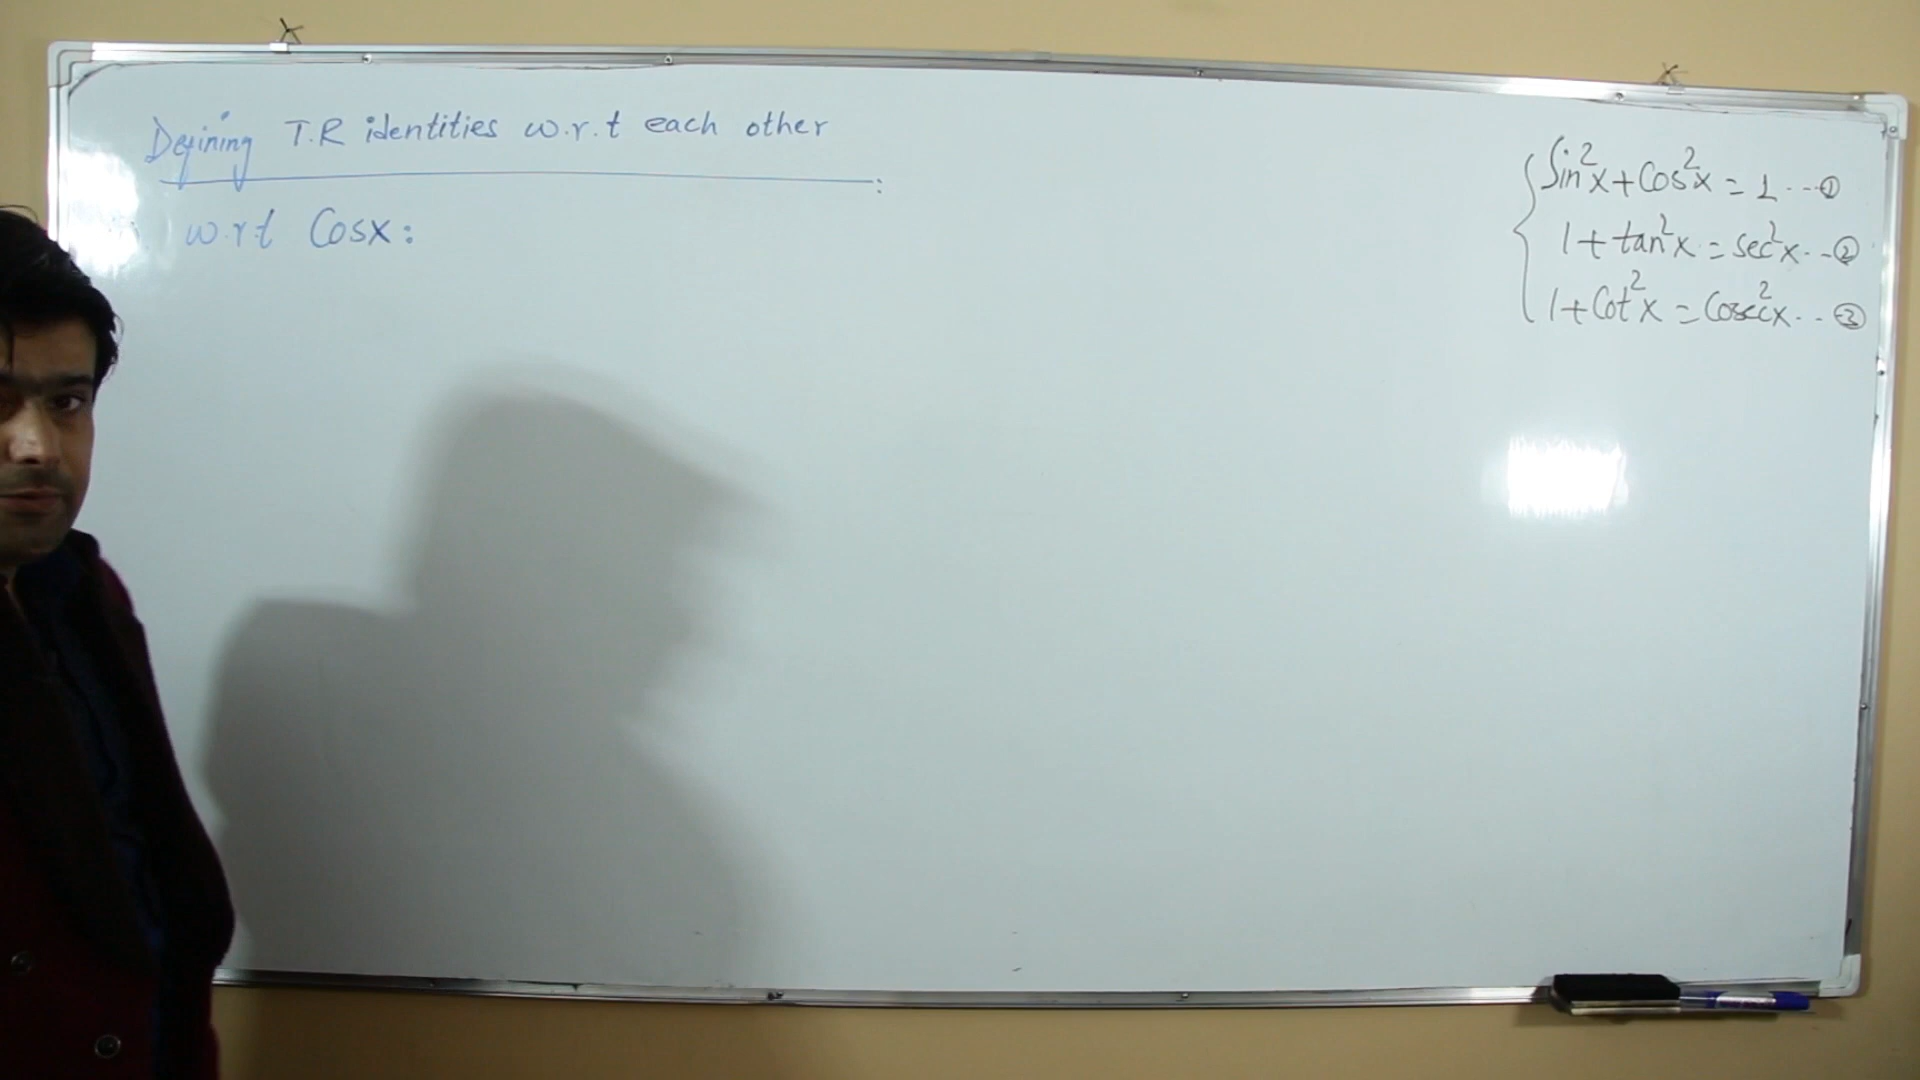 Defining T.R identities w.r.t each other :
w.r.t Cosx :
Sin²x + Cos²x = 1 ---①
1 + tan²x = sec²x --②
1 + Cot²x = Cosec²x --③